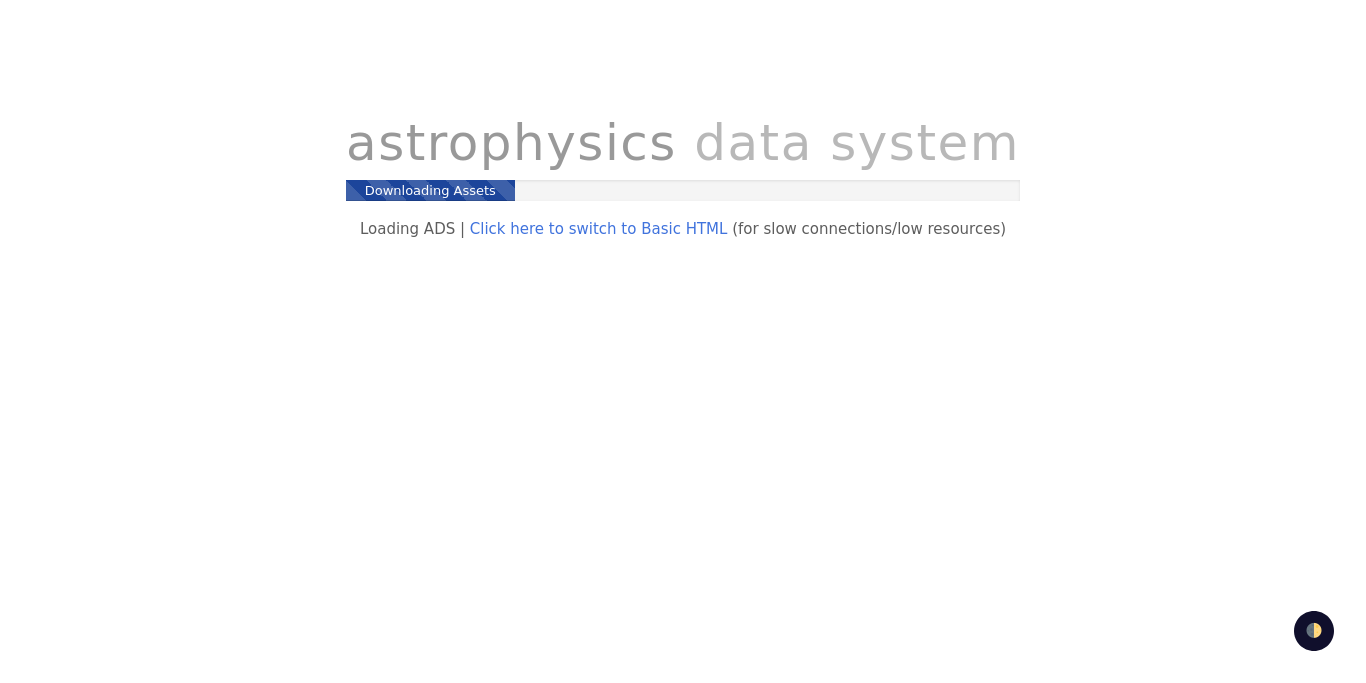 astrophysics data system
Downloading Assets
Loading ADS | Click here to switch to Basic HTML (for slow connections/low resources)